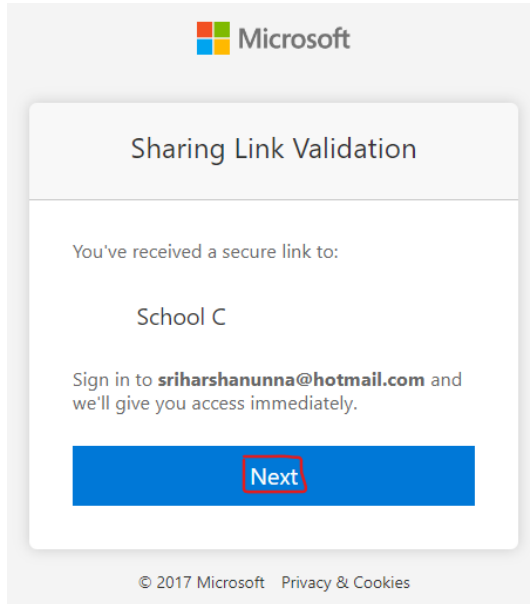 Microsoft
Sharing Link Validation
You've received a secure link to:
School C
Sign in to sriharshanunna@hotmail.com and
we'll give you access immediately.
Next
© 2017 Microsoft Privacy & Cookies